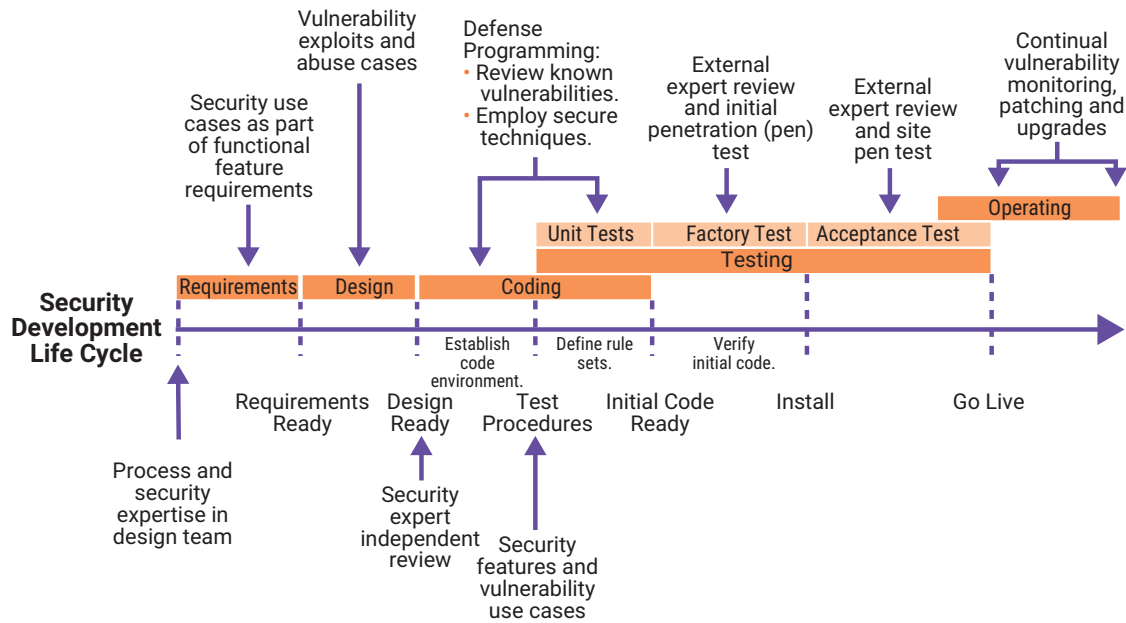 Vulnerability
exploits and
abuse cases
Defense
Programming:
• Review known
vulnerabilities.
• Employ secure
techniques.
Continual
vulnerability
monitoring,
patching and
upgrades
External
expert review
and initial
penetration (pen)
test
External
expert review
and site
pen test
Security use
cases as part
of functional
feature
requirements
Operating
Unit Tests
Factory Test
Acceptance Test
Testing
Requirements
Design
Coding
Security
Development
Life Cycle
Establish
code
environment.
Define rule
sets.
Verify
initial code.
Requirements
Ready
Design
Ready
Test
Procedures
Initial Code
Ready
Install
Go Live
Process and
security
expertise in
design team
Security
expert
independent
review
Security
features and
vulnerability
use cases